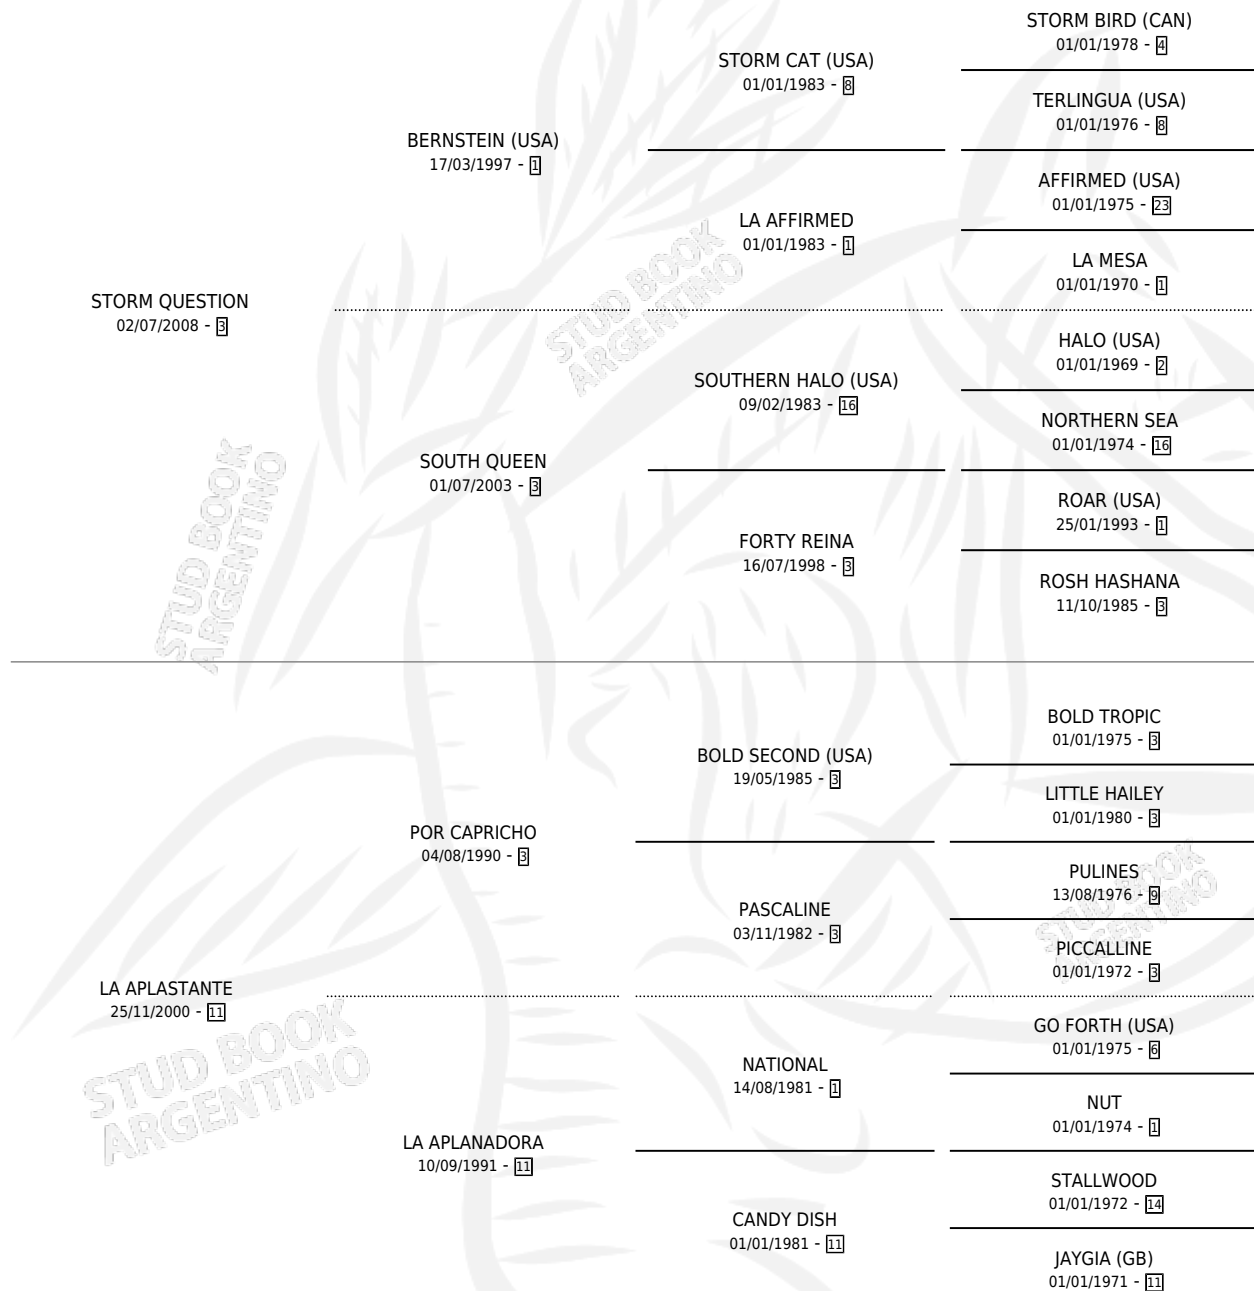 STORM BIRD (CAN)
01/01/1978 - 4
STORM CAT (USA)
01/01/1983 - 8
TERLINGUA (USA)
01/01/1976 - 8
BERNSTEIN (USA)
17/03/1997 - 1
AFFIRMED (USA)
01/01/1975 - 23
LA AFFIRMED
01/01/1983 - 1
LA MESA
01/01/1970 - 1
STORM QUESTION
02/07/2008 - 3
HALO (USA)
01/01/1969 - 2
SOUTHERN HALO (USA)
09/02/1983 - 16
NORTHERN SEA
01/01/1974 - 16
SOUTH QUEEN
01/07/2003 - 3
ROAR (USA)
25/01/1993 - 1
FORTY REINA
16/07/1998 - 3
ROSH HASHANA
11/10/1985 - 3
BOLD TROPIC
01/01/1975 - 3
BOLD SECOND (USA)
19/05/1985 - 3
LITTLE HAILEY
01/01/1980 - 3
POR CAPRICHO
04/08/1990 - 3
PULINES
13/08/1976 - 9
PASCALINE
03/11/1982 - 3
PICCALLINE
01/01/1972 - 3
LA APLASTANTE
25/11/2000 - 11
GO FORTH (USA)
01/01/1975 - 6
NATIONAL
14/08/1981 - 1
NUT
01/01/1974 - 1
LA APLANADORA
10/09/1991 - 11
STALLWOOD
01/01/1972 - 14
CANDY DISH
01/01/1981 - 11
JAYGIA (GB)
01/01/1971 - 11
STUD BOOK
ARGENTINO
STUD BOOK
ARGENTINO
STUD BOOK
ARGENTINO
STUD BOOK
ARGENTINO